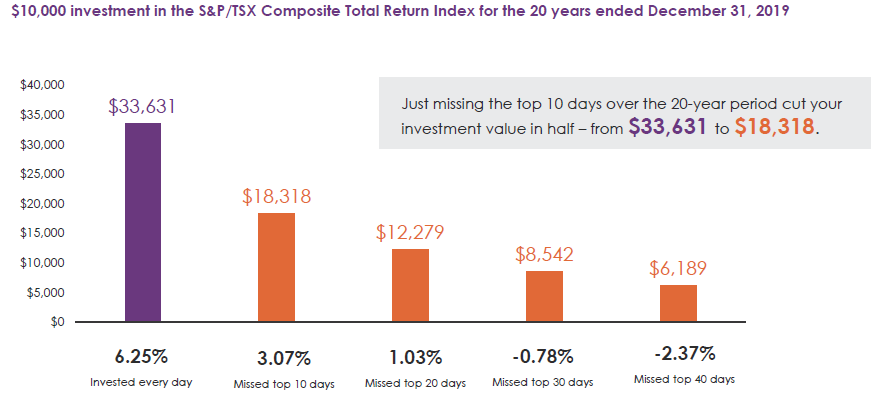 $10,000 investment in the S&P/TSX Composite Total Return Index for the 20 years ended December 31, 2019
Just missing the top 10 days over the 20-year period cut your
investment value in half – from $33,631 to $18,318.
$40,000
$35,000
$30,000
$25,000
$20,000
$15,000
$10,000
$5,000
$0
$33,631
$18,318
$12,279
$8,542
$6,189
6.25%
Invested every day
3.07%
Missed top 10 days
1.03%
Missed top 20 days
-0.78%
Missed top 30 days
-2.37%
Missed top 40 days